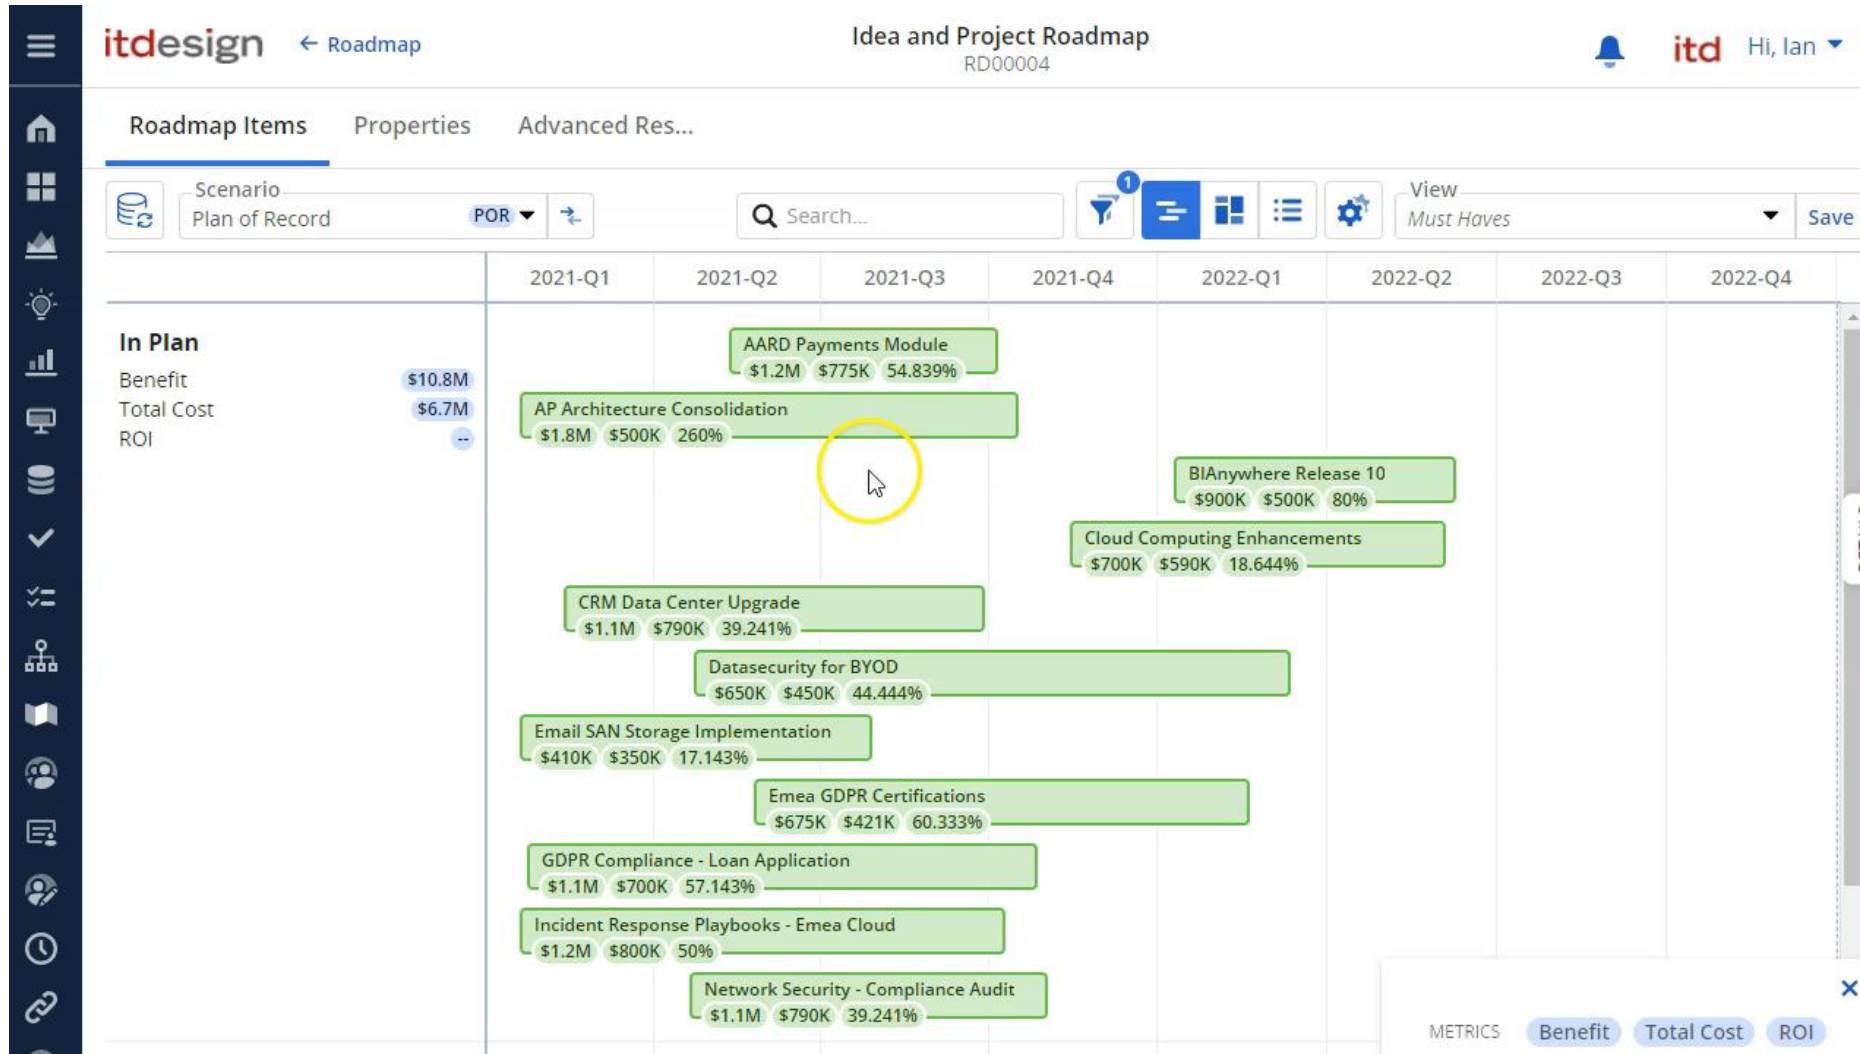 itdesign
← Roadmap
Idea and Project Roadmap
RD00004
itd
Hi, Ian
Roadmap Items
Properties
Advanced Res...
Scenario
Plan of Record
POR
Search...
1
View
Must Haves
Save
2021-Q1
2021-Q2
2021-Q3
2021-Q4
2022-Q1
2022-Q2
2022-Q3
2022-Q4
In Plan
Benefit $10.8M
Total Cost $6.7M
ROI --
AARD Payments Module
$1.2M $775K 54.839%
AP Architecture Consolidation
$1.8M $500K 260%
BIAnywhere Release 10
$900K $500K 80%
Cloud Computing Enhancements
$700K $590K 18.644%
CRM Data Center Upgrade
$1.1M $790K 39.241%
Datasecurity for BYOD
$650K $450K 44.444%
Email SAN Storage Implementation
$410K $350K 17.143%
Emea GDPR Certifications
$675K $421K 60.333%
GDPR Compliance - Loan Application
$1.1M $700K 57.143%
Incident Response Playbooks - Emea Cloud
$1.2M $800K 50%
Network Security - Compliance Audit
$1.1M $790K 39.241%
METRICS Benefit Total Cost ROI